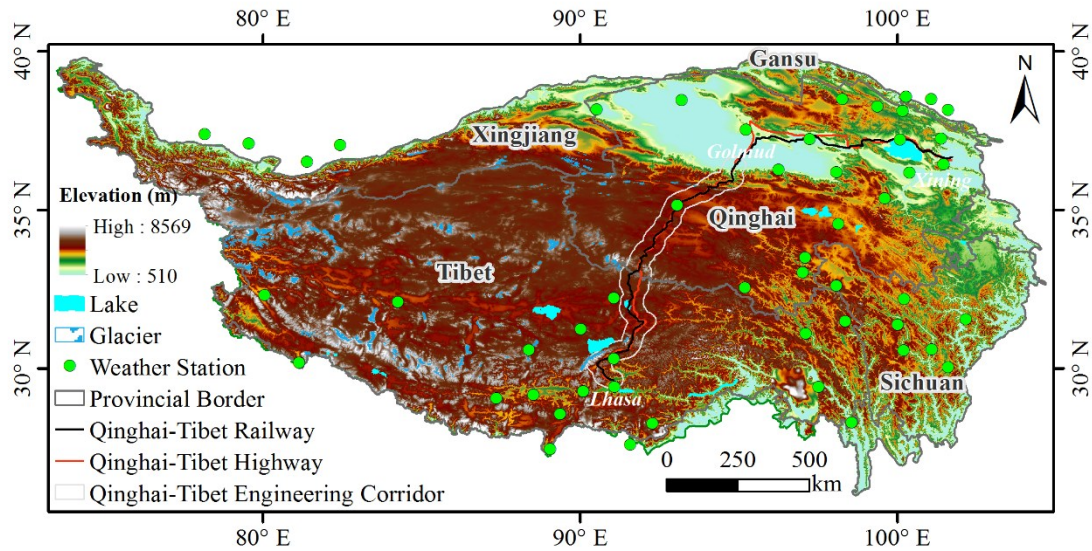 80° E
90° E
100° E
40° N
40° N
Gansu
N
Xingjiang
Golmud
Xining
Elevation (m)
High : 8569
Low : 510
35° N
35° N
Qinghai
Tibet
Lake
Glacier
Weather Station
30° N
30° N
Provincial Border
Lhasa
Sichuan
Qinghai-Tibet Railway
Qinghai-Tibet Highway
Qinghai-Tibet Engineering Corridor
0 250 500
km
80° E
90° E
100° E